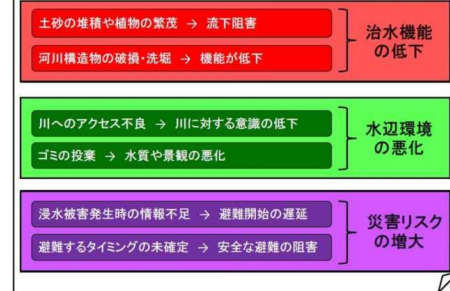 土砂の堆積や植物の繁茂 → 流下阻害
河川構造物の破損・洗堀 → 機能が低下
治水機能
の低下
川へのアクセス不良 → 川に対する意識の低下
ゴミの投棄 → 水質や景観の悪化
水辺環境
の悪化
浸水被害発生時の情報不足 → 避難開始の遅延
避難するタイミングの未確定 → 安全な避難の阻害
災害リスク
の増大